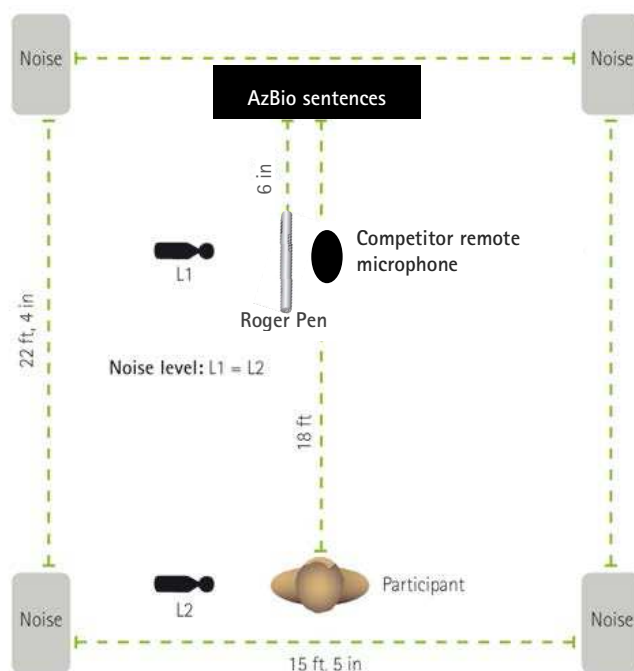 Noise
Noise
AzBio sentences
6 in
Competitor remote
microphone
L1
Roger Pen
22 ft, 4 in
Noise level: L1 = L2
18 ft
Participant
L2
Noise
Noise
15 ft, 5 in